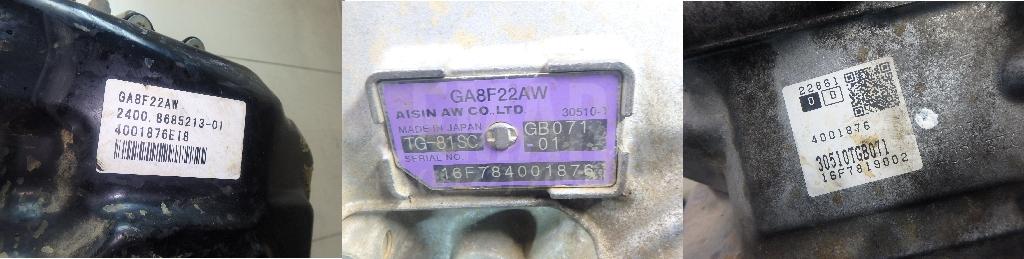 GA8F22AW
2400.8685213-01
4001876E18
GA8F22AW
AISIN AW CO.,LTD.
30510-
MADE IN JAPAN
GB071
TG-81SC
-01
SERIAL NO.
16F784001876
22661
0 D
4001876
30510TGB071
16F7819002